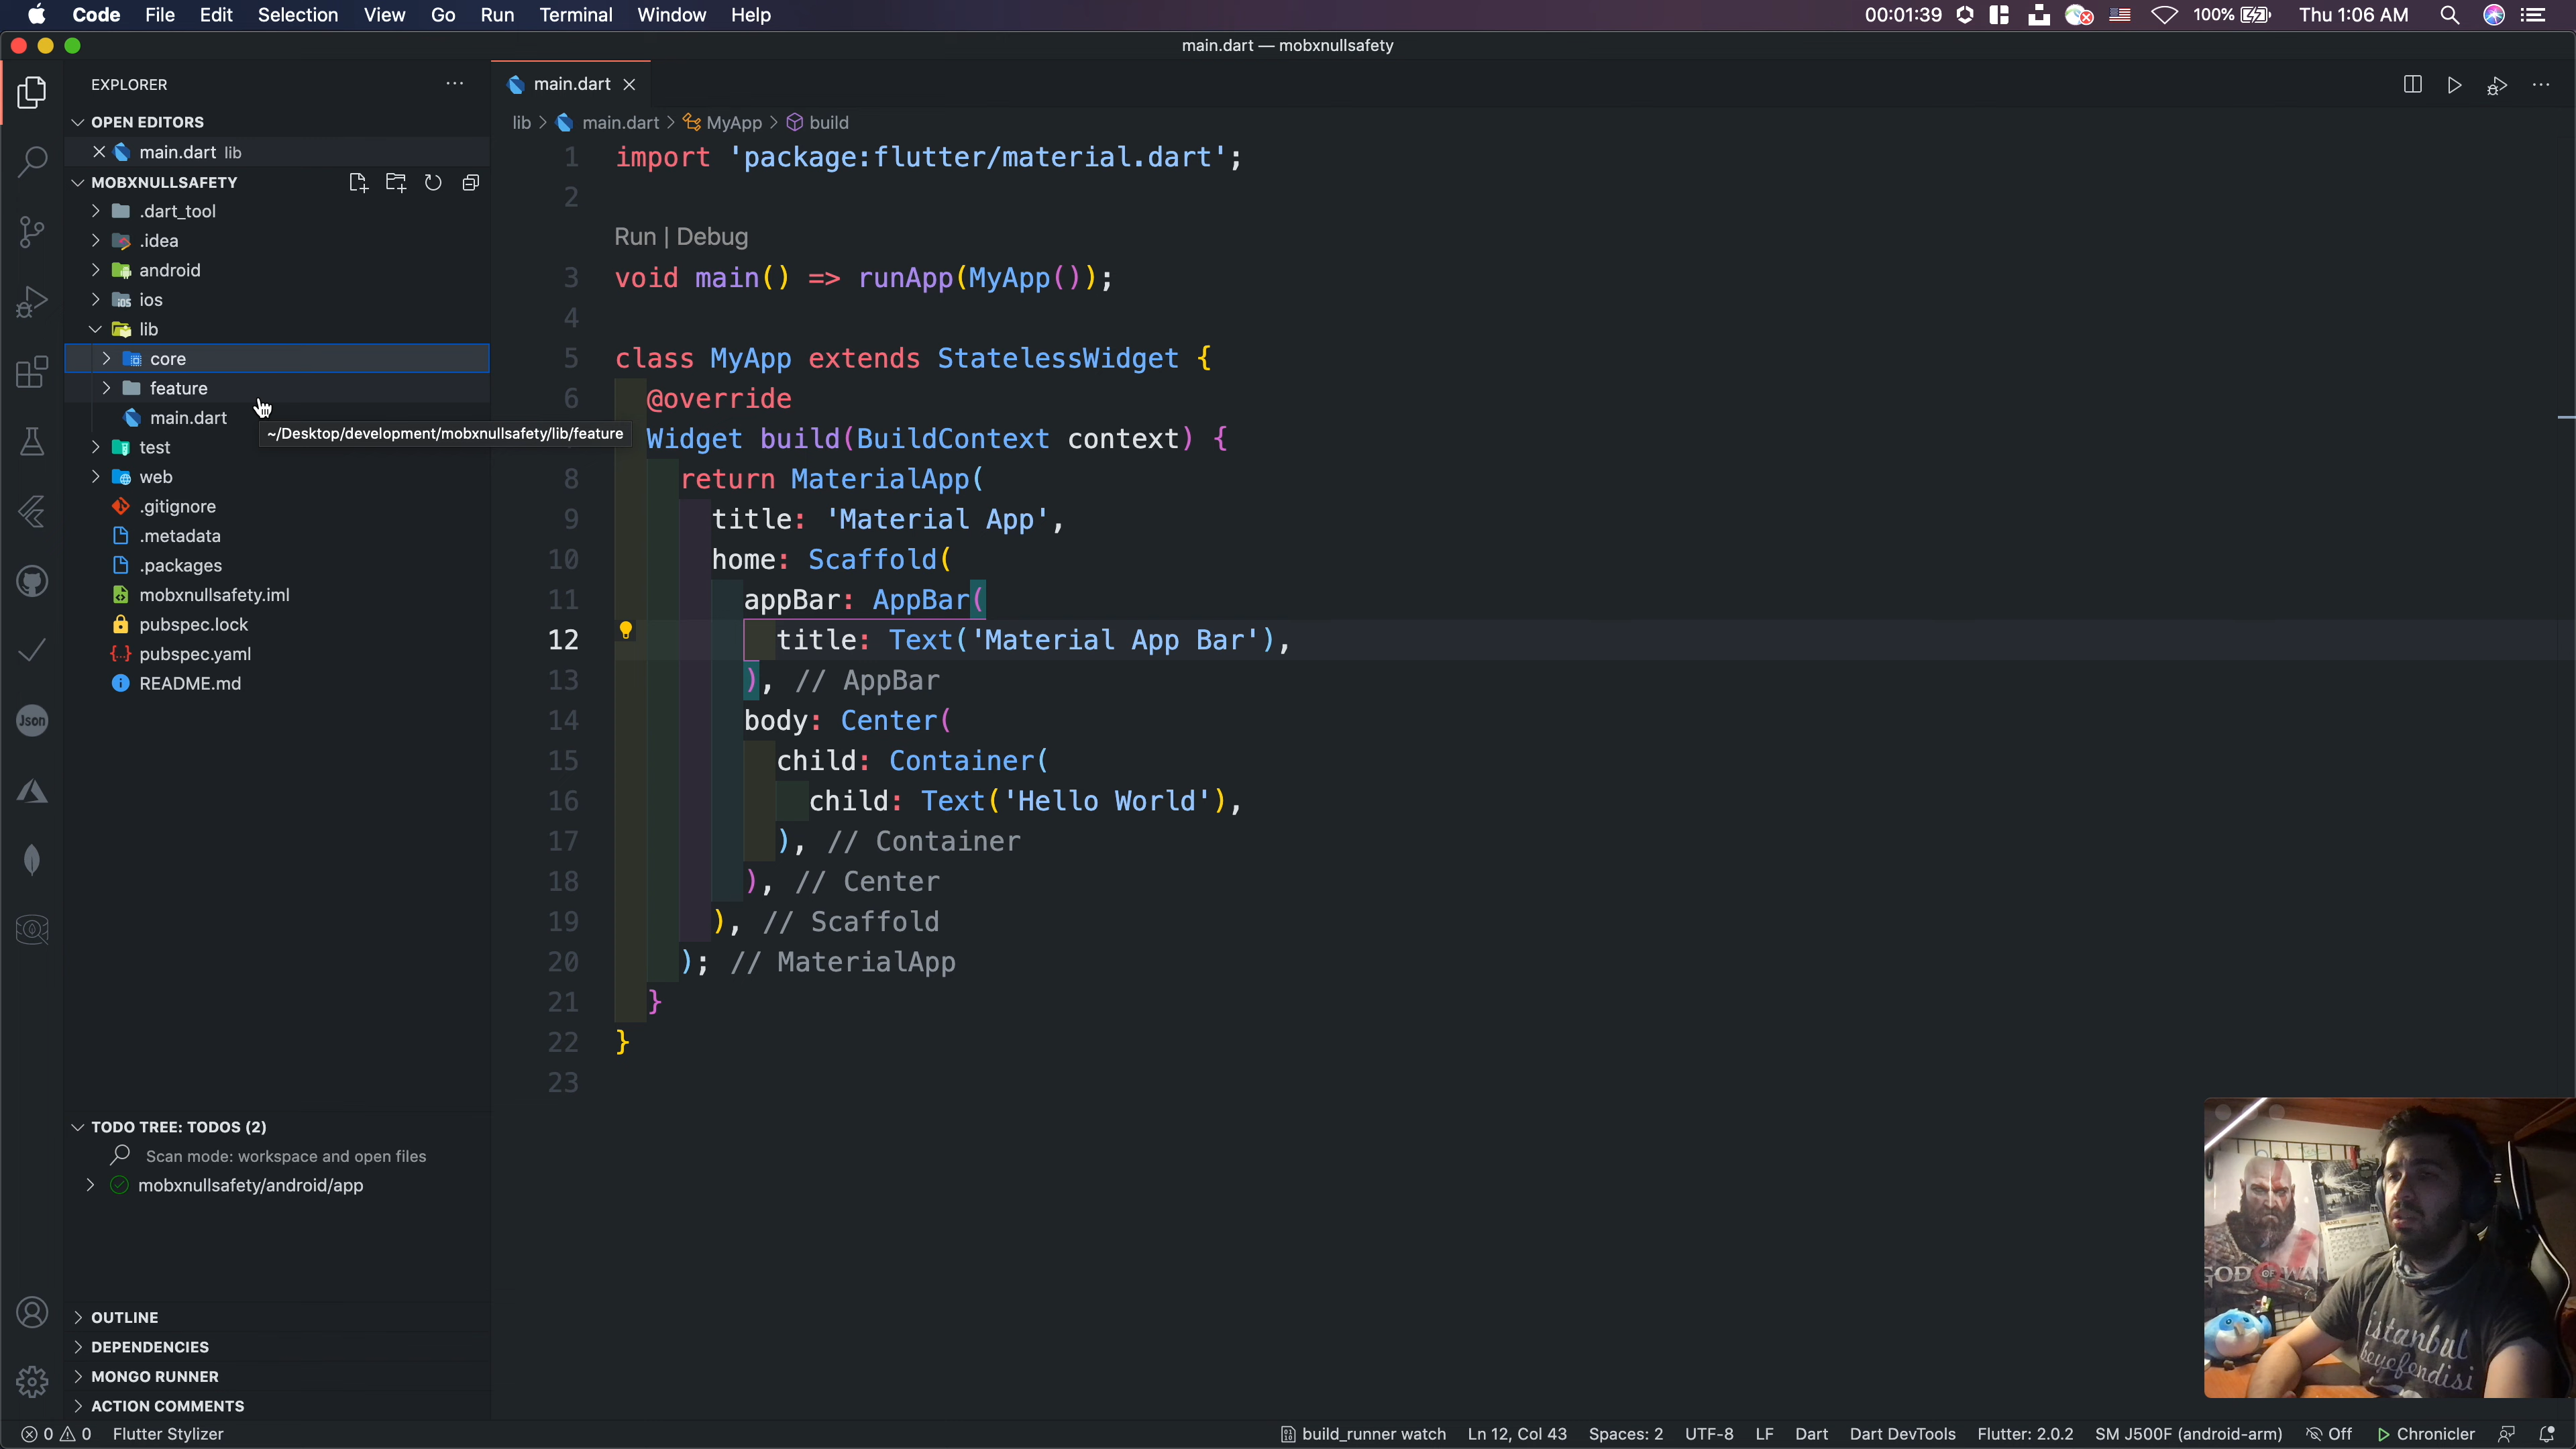 Code File Edit Selection View Go Run Terminal Window Help
00:01:39 100% Thu 1:06 AM
main.dart — mobxnullsafety
EXPLORER
OPEN EDITORS
main.dart lib
MOBXNULLSAFETY
.dart_tool
.idea
android
ios
lib
core
feature
main.dart
~/Desktop/development/mobxnullsafety/lib/feature
test
web
.gitignore
.metadata
.packages
mobxnullsafety.iml
pubspec.lock
pubspec.yaml
README.md
TODO TREE: TODOS (2)
Scan mode: workspace and open files
mobxnullsafety/android/app
OUTLINE
DEPENDENCIES
MONGO RUNNER
ACTION COMMENTS
Json
main.dart
lib > main.dart > MyApp > build
1 import 'package:flutter/material.dart';
2
Run | Debug
3 void main() => runApp(MyApp());
4
5 class MyApp extends StatelessWidget {
6 @override
Widget build(BuildContext context) {
8 return MaterialApp(
9 title: 'Material App',
10 home: Scaffold(
11 appBar: AppBar(
12 title: Text('Material App Bar'),
13 ), // AppBar
14 body: Center(
15 child: Container(
16 child: Text('Hello World'),
17 ), // Container
18 ), // Center
19 ), // Scaffold
20 ); // MaterialApp
21 }
22 }
23
GOD OF WAR
istanbul
beyefendisi
0 0 Flutter Stylizer
build_runner watch Ln 12, Col 43 Spaces: 2 UTF-8 LF Dart Dart DevTools Flutter: 2.0.2 SM J500F (android-arm) Off Chronicler